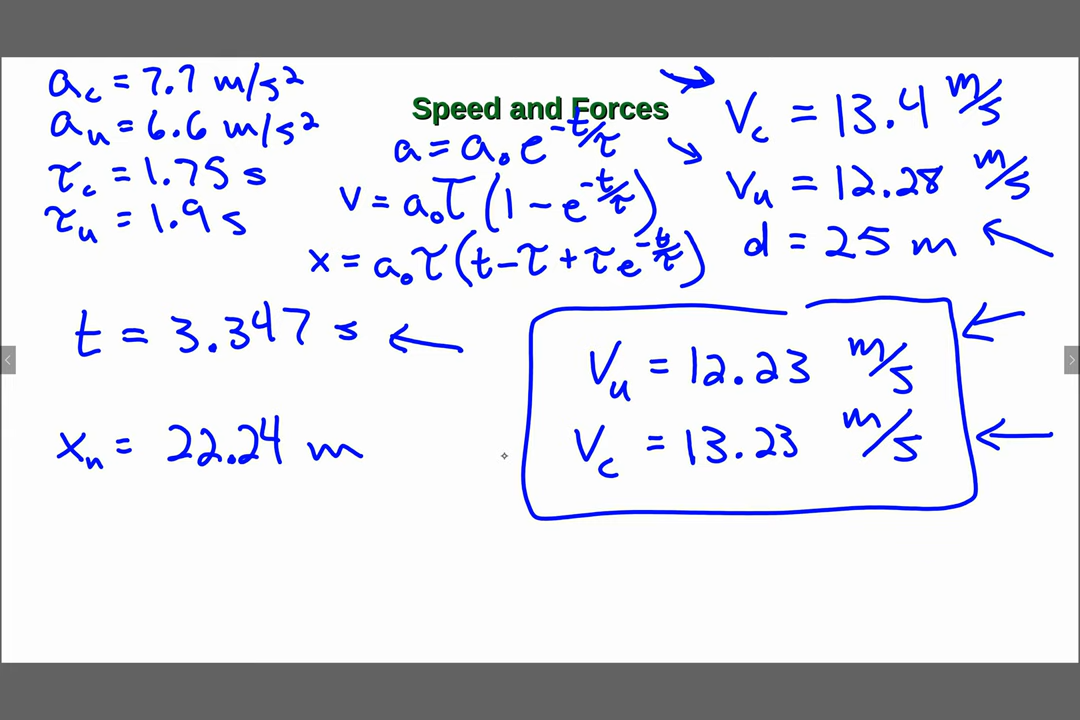 Speed and Forces
a_c = 7.7 m/s²
a_u = 6.6 m/s²
τ_c = 1.75 s
τ_u = 1.9 s
a = a₀e^(-t/τ)
v = a₀τ(1 - e^(-t/τ))
x = a₀τ(t - τ + τe^(-t/τ))
V_c = 13.4 m/s
V_u = 12.28 m/s
d = 25 m
t = 3.347 s
x_n = 22.24 m
V_u = 12.23 m/s
V_c = 13.23 m/s